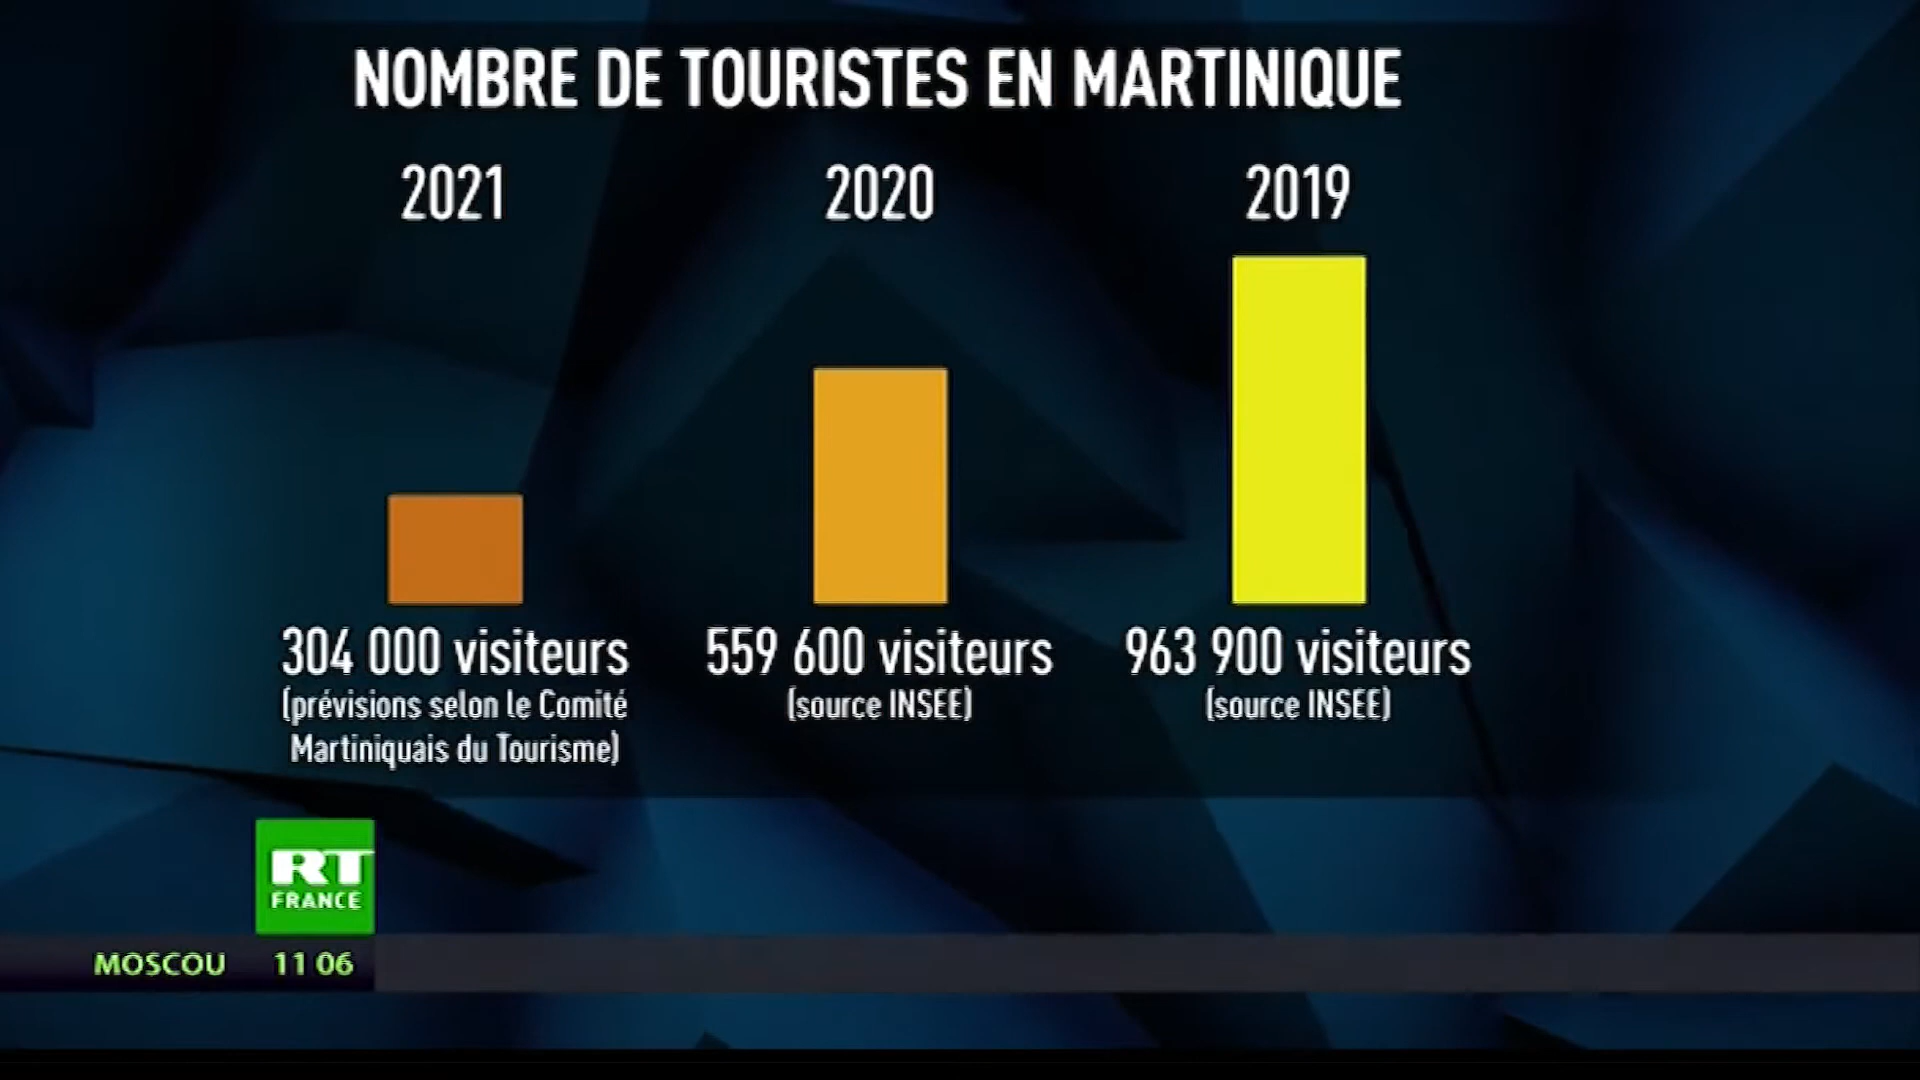 NOMBRE DE TOURISTES EN MARTINIQUE
2021
2020
2019
304 000 visiteurs
(prévisions selon le Comité
Martiniquais du Tourisme)
559 600 visiteurs
(source INSEE)
963 900 visiteurs
(source INSEE)
RT
FRANCE
MOSCOU 11 06